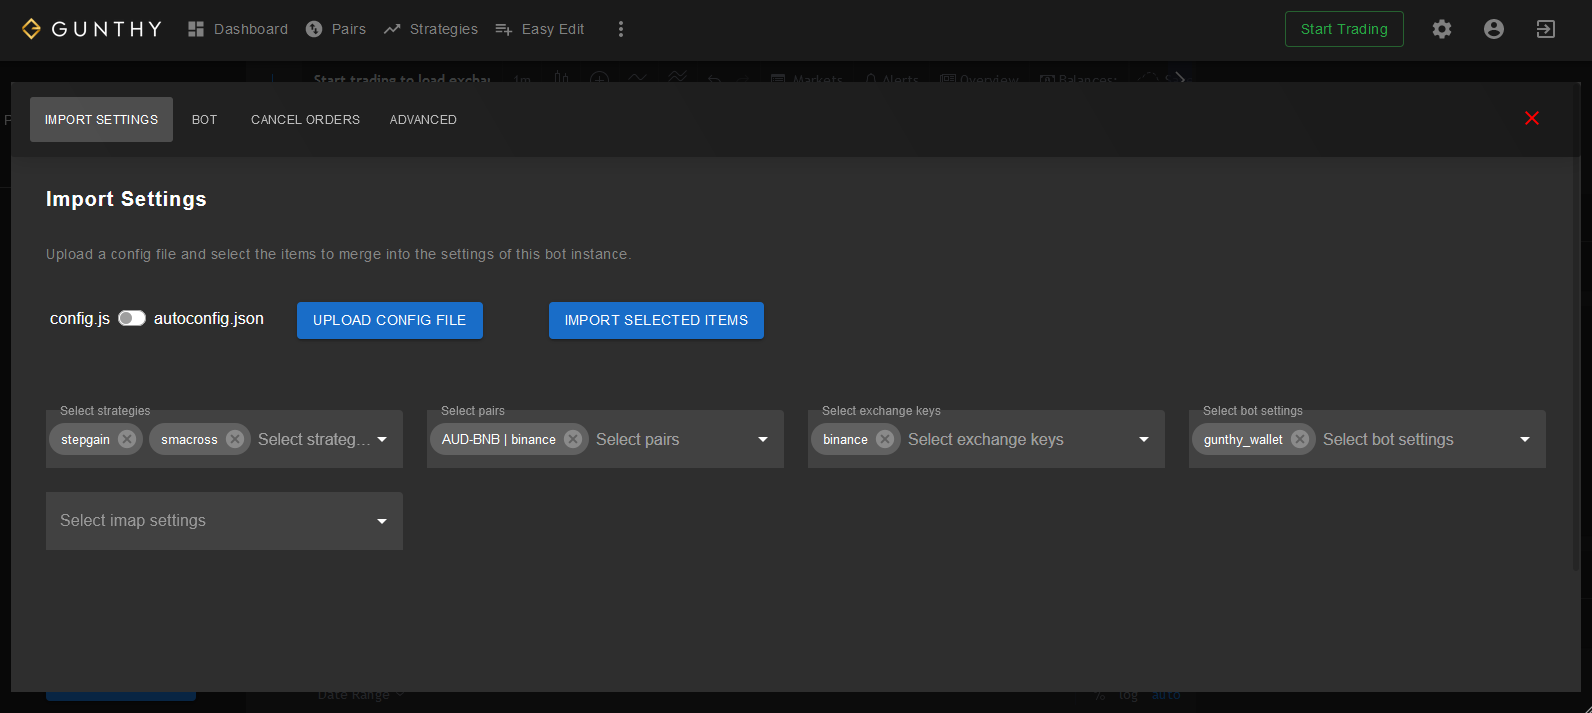 GUNTHY Dashboard Pairs Strategies Easy Edit Start Trading
Start trading to load exchar 1m Markets Alerts Overview Balances:
IMPORT SETTINGS BOT CANCEL ORDERS ADVANCED
Import Settings
Upload a config file and select the items to merge into the settings of this bot instance.
config.js autoconfig.json UPLOAD CONFIG FILE IMPORT SELECTED ITEMS
Select strategies Select pairs Select exchange keys Select bot settings
stepgain smacross Select strateg... AUD-BNB | binance Select pairs binance Select exchange keys gunthy_wallet Select bot settings
Select imap settings
Date Range % log auto